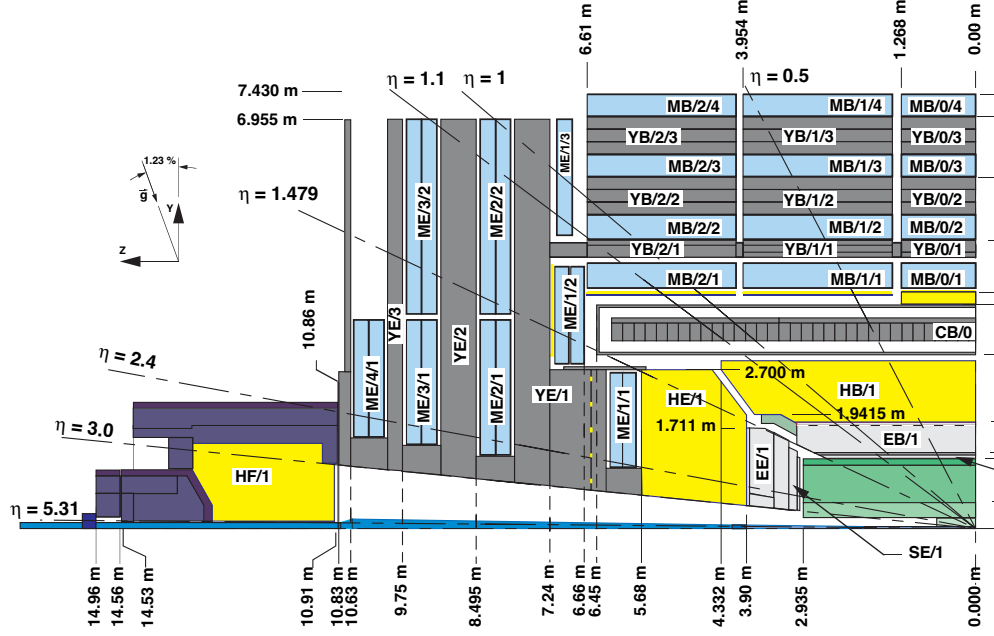 6.61 m
3.954 m
1.268 m
0.00 m
η = 1.1
η = 1
η = 0.5
7.430 m
6.955 m
MB/2/4
MB/1/4
MB/0/4
YB/2/3
YB/1/3
YB/0/3
ME/1/3
MB/2/3
MB/1/3
MB/0/3
1.23 %
g
Y
Z
η = 1.479
ME/3/2
ME/2/2
YB/2/2
YB/1/2
YB/0/2
MB/2/2
MB/1/2
MB/0/2
YB/2/1
YB/1/1
YB/0/1
MB/2/1
MB/1/1
MB/0/1
ME/1/2
10.86 m
YE/3
YE/2
CB/0
η = 2.4
ME/4/1
ME/3/1
ME/2/1
YE/1
ME/1/1
2.700 m
HE/1
HB/1
1.9415 m
1.711 m
η = 3.0
EB/1
EE/1
HF/1
η = 5.31
SE/1
14.96 m
14.56 m
14.53 m
10.91 m
10.83 m
10.63 m
9.75 m
8.495 m
7.24 m
6.66 m
6.45 m
5.68 m
4.332 m
3.90 m
2.935 m
0.000 m